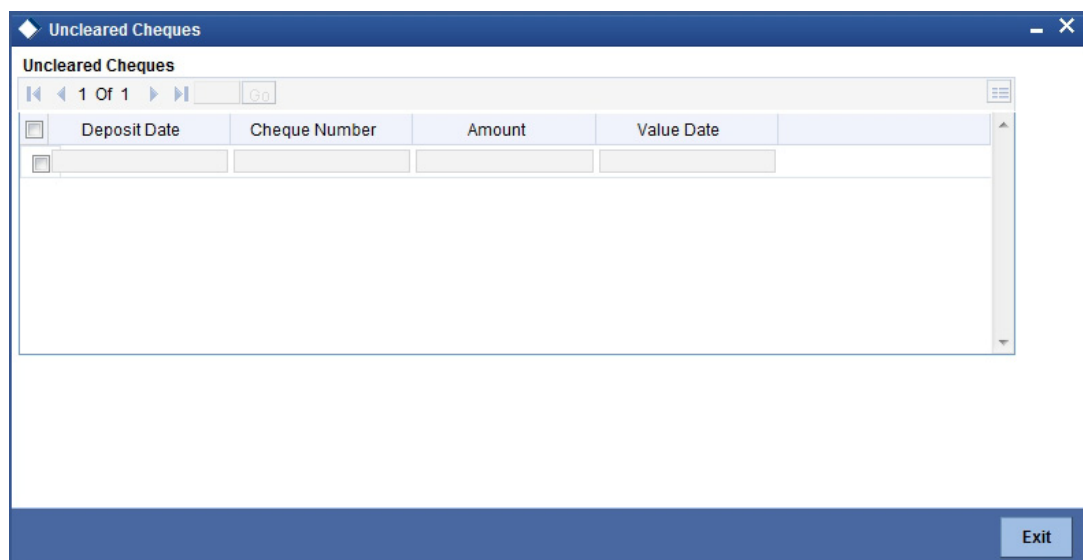 Uncleared Cheques
Uncleared Cheques
1 Of 1 Go
Deposit Date Cheque Number Amount Value Date
Exit